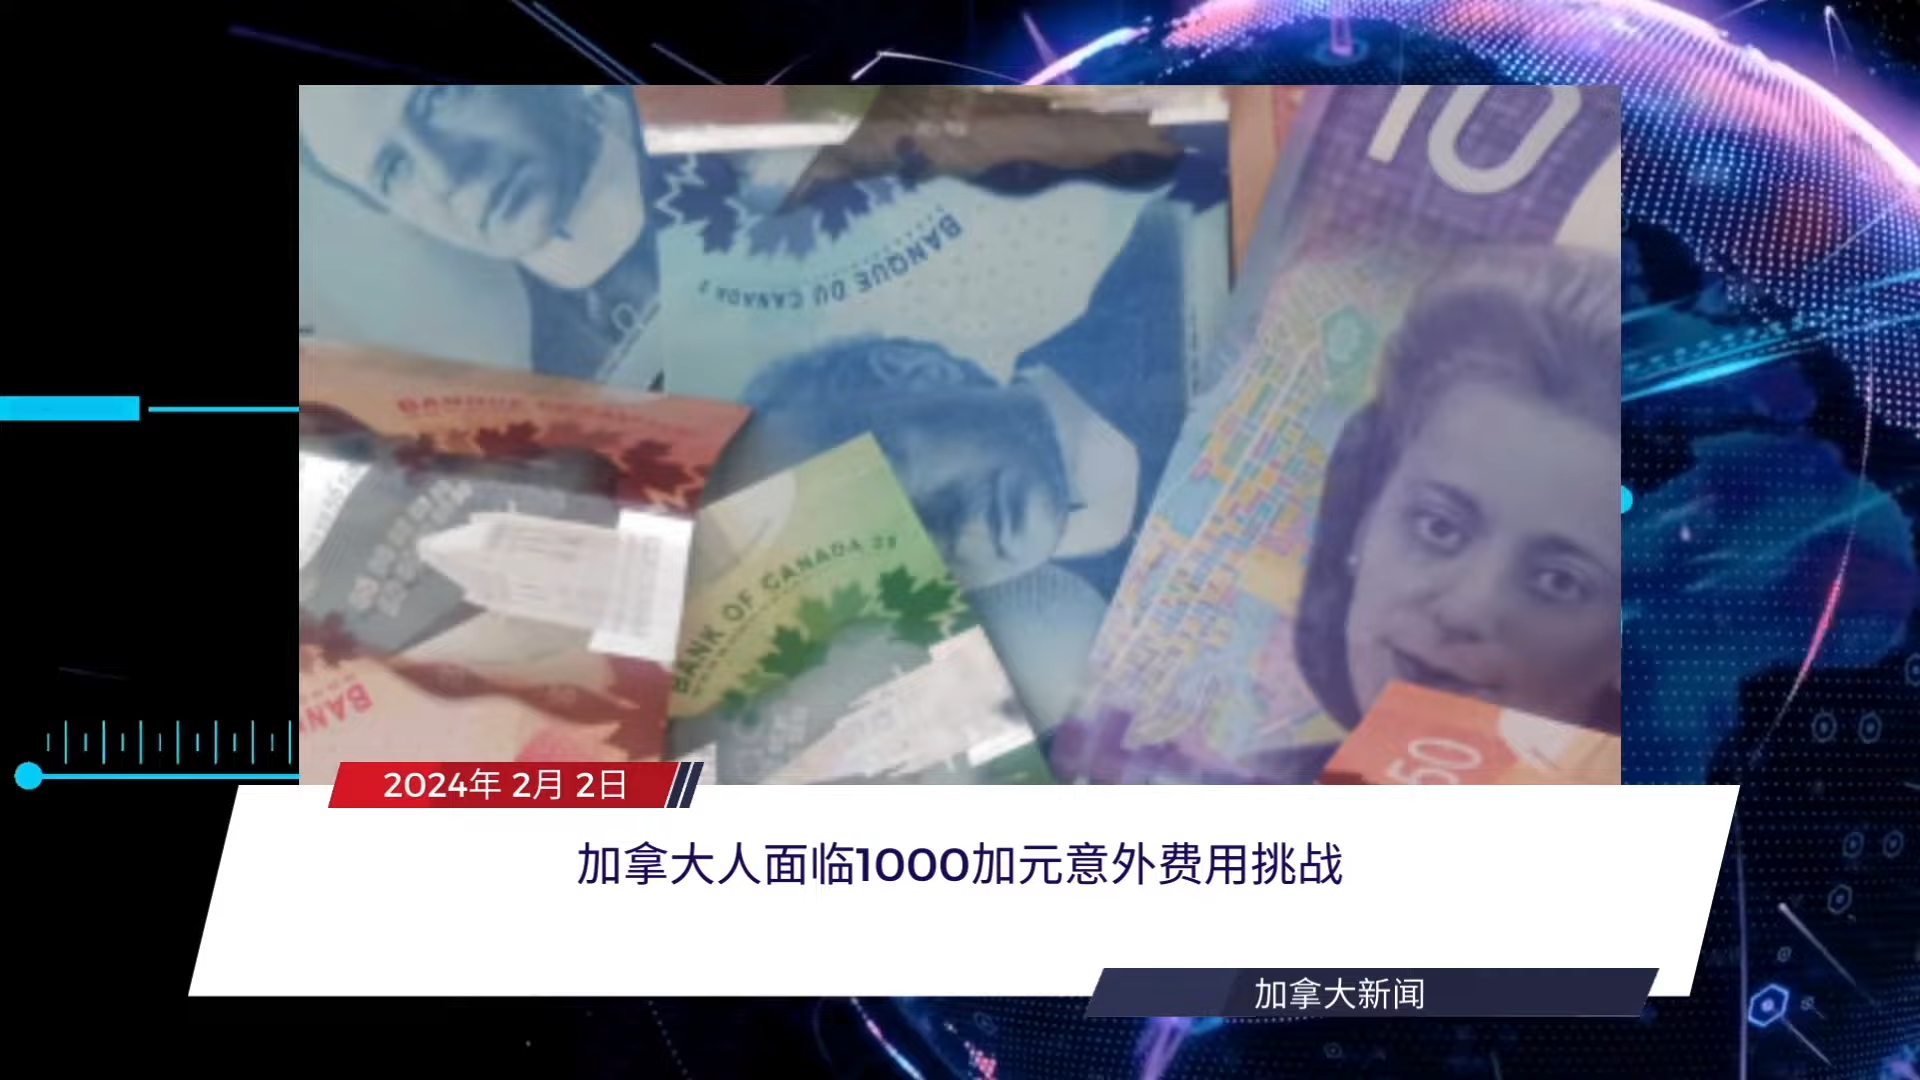 10
BANQUE DU CANADA 2
BANK OF CANADA
BAN
50
2024年 2月 2日
加拿大人面临1000加元意外费用挑战
加拿大新闻